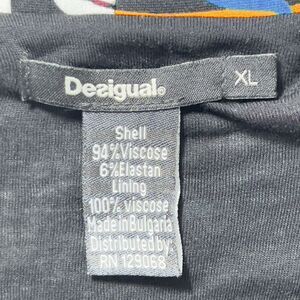 Desigual®
XL
Shell
94%Viscose
6%Elastan
Lining
100% viscose
Made in Bulgaria
Distributed by
RN 129068